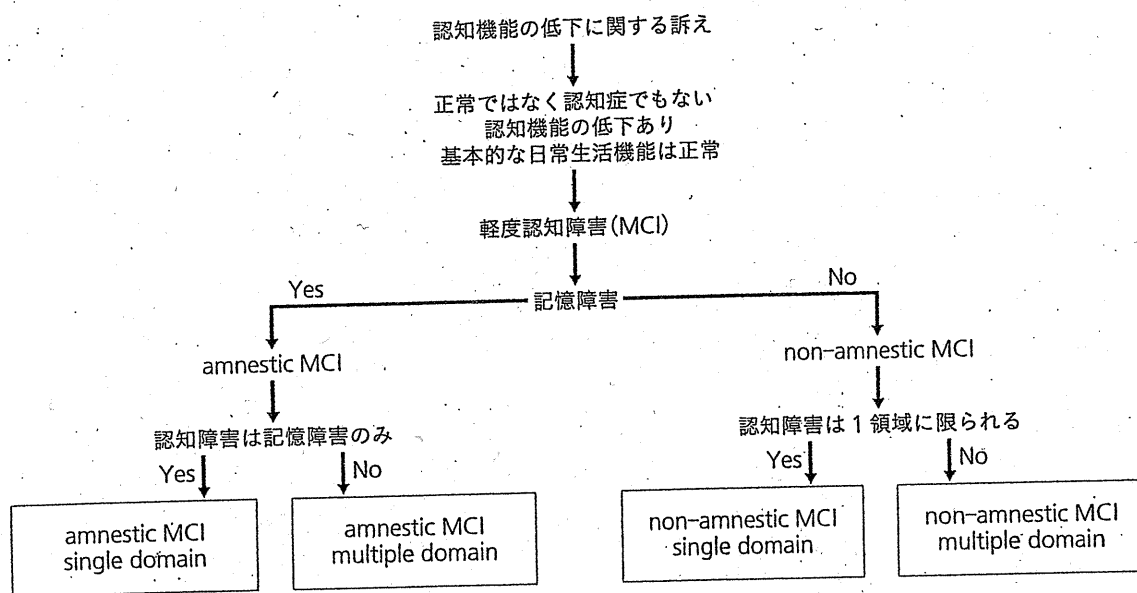 認知機能の低下に関する訴え
正常ではなく認知症でもない
認知機能の低下あり
基本的な日常生活機能は正常
軽度認知障害(MCI)
Yes
記憶障害
No
amnestic MCI
non-amnestic MCI
認知障害は記憶障害のみ
認知障害は1領域に限られる
Yes
No
Yes
No
amnestic MCI
single domain
amnestic MCI
multiple domain
non-amnestic MCI
single domain
non-amnestic MCI
multiple domain